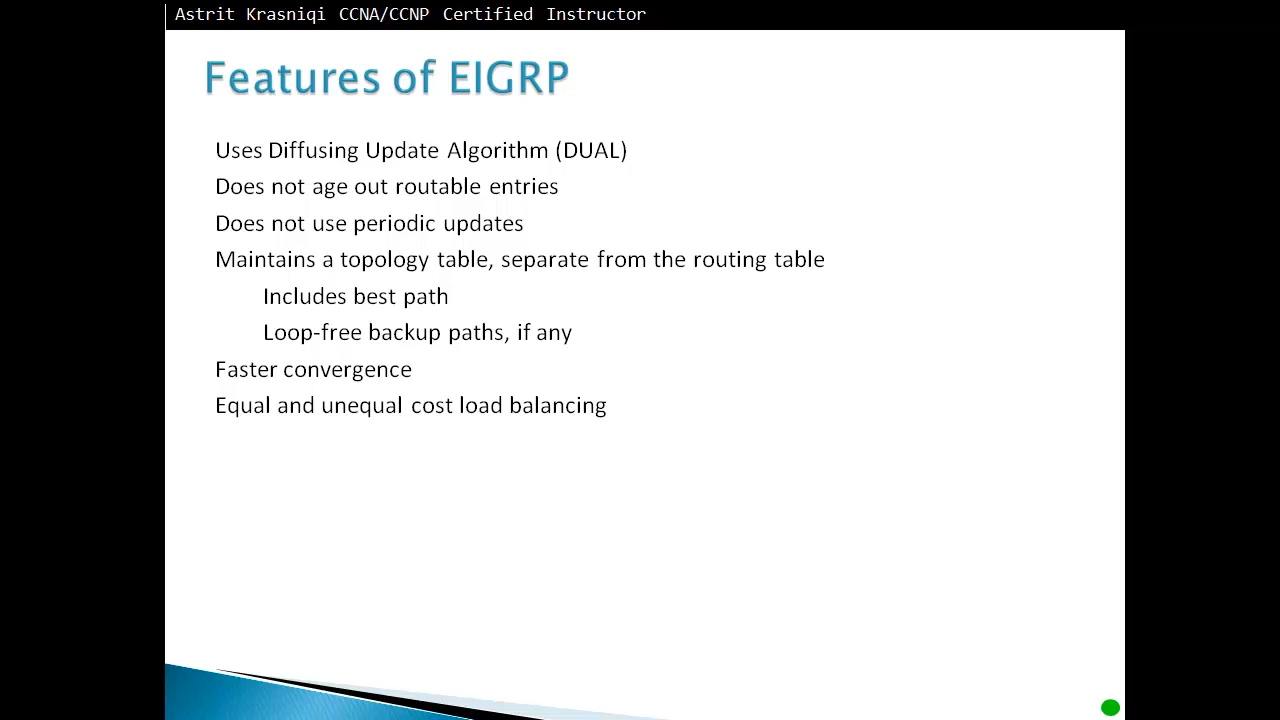 Astrit Krasniqi CCNA/CCNP Certified Instructor
Features of EIGRP
Uses Diffusing Update Algorithm (DUAL)
Does not age out routable entries
Does not use periodic updates
Maintains a topology table, separate from the routing table
Includes best path
Loop-free backup paths, if any
Faster convergence
Equal and unequal cost load balancing